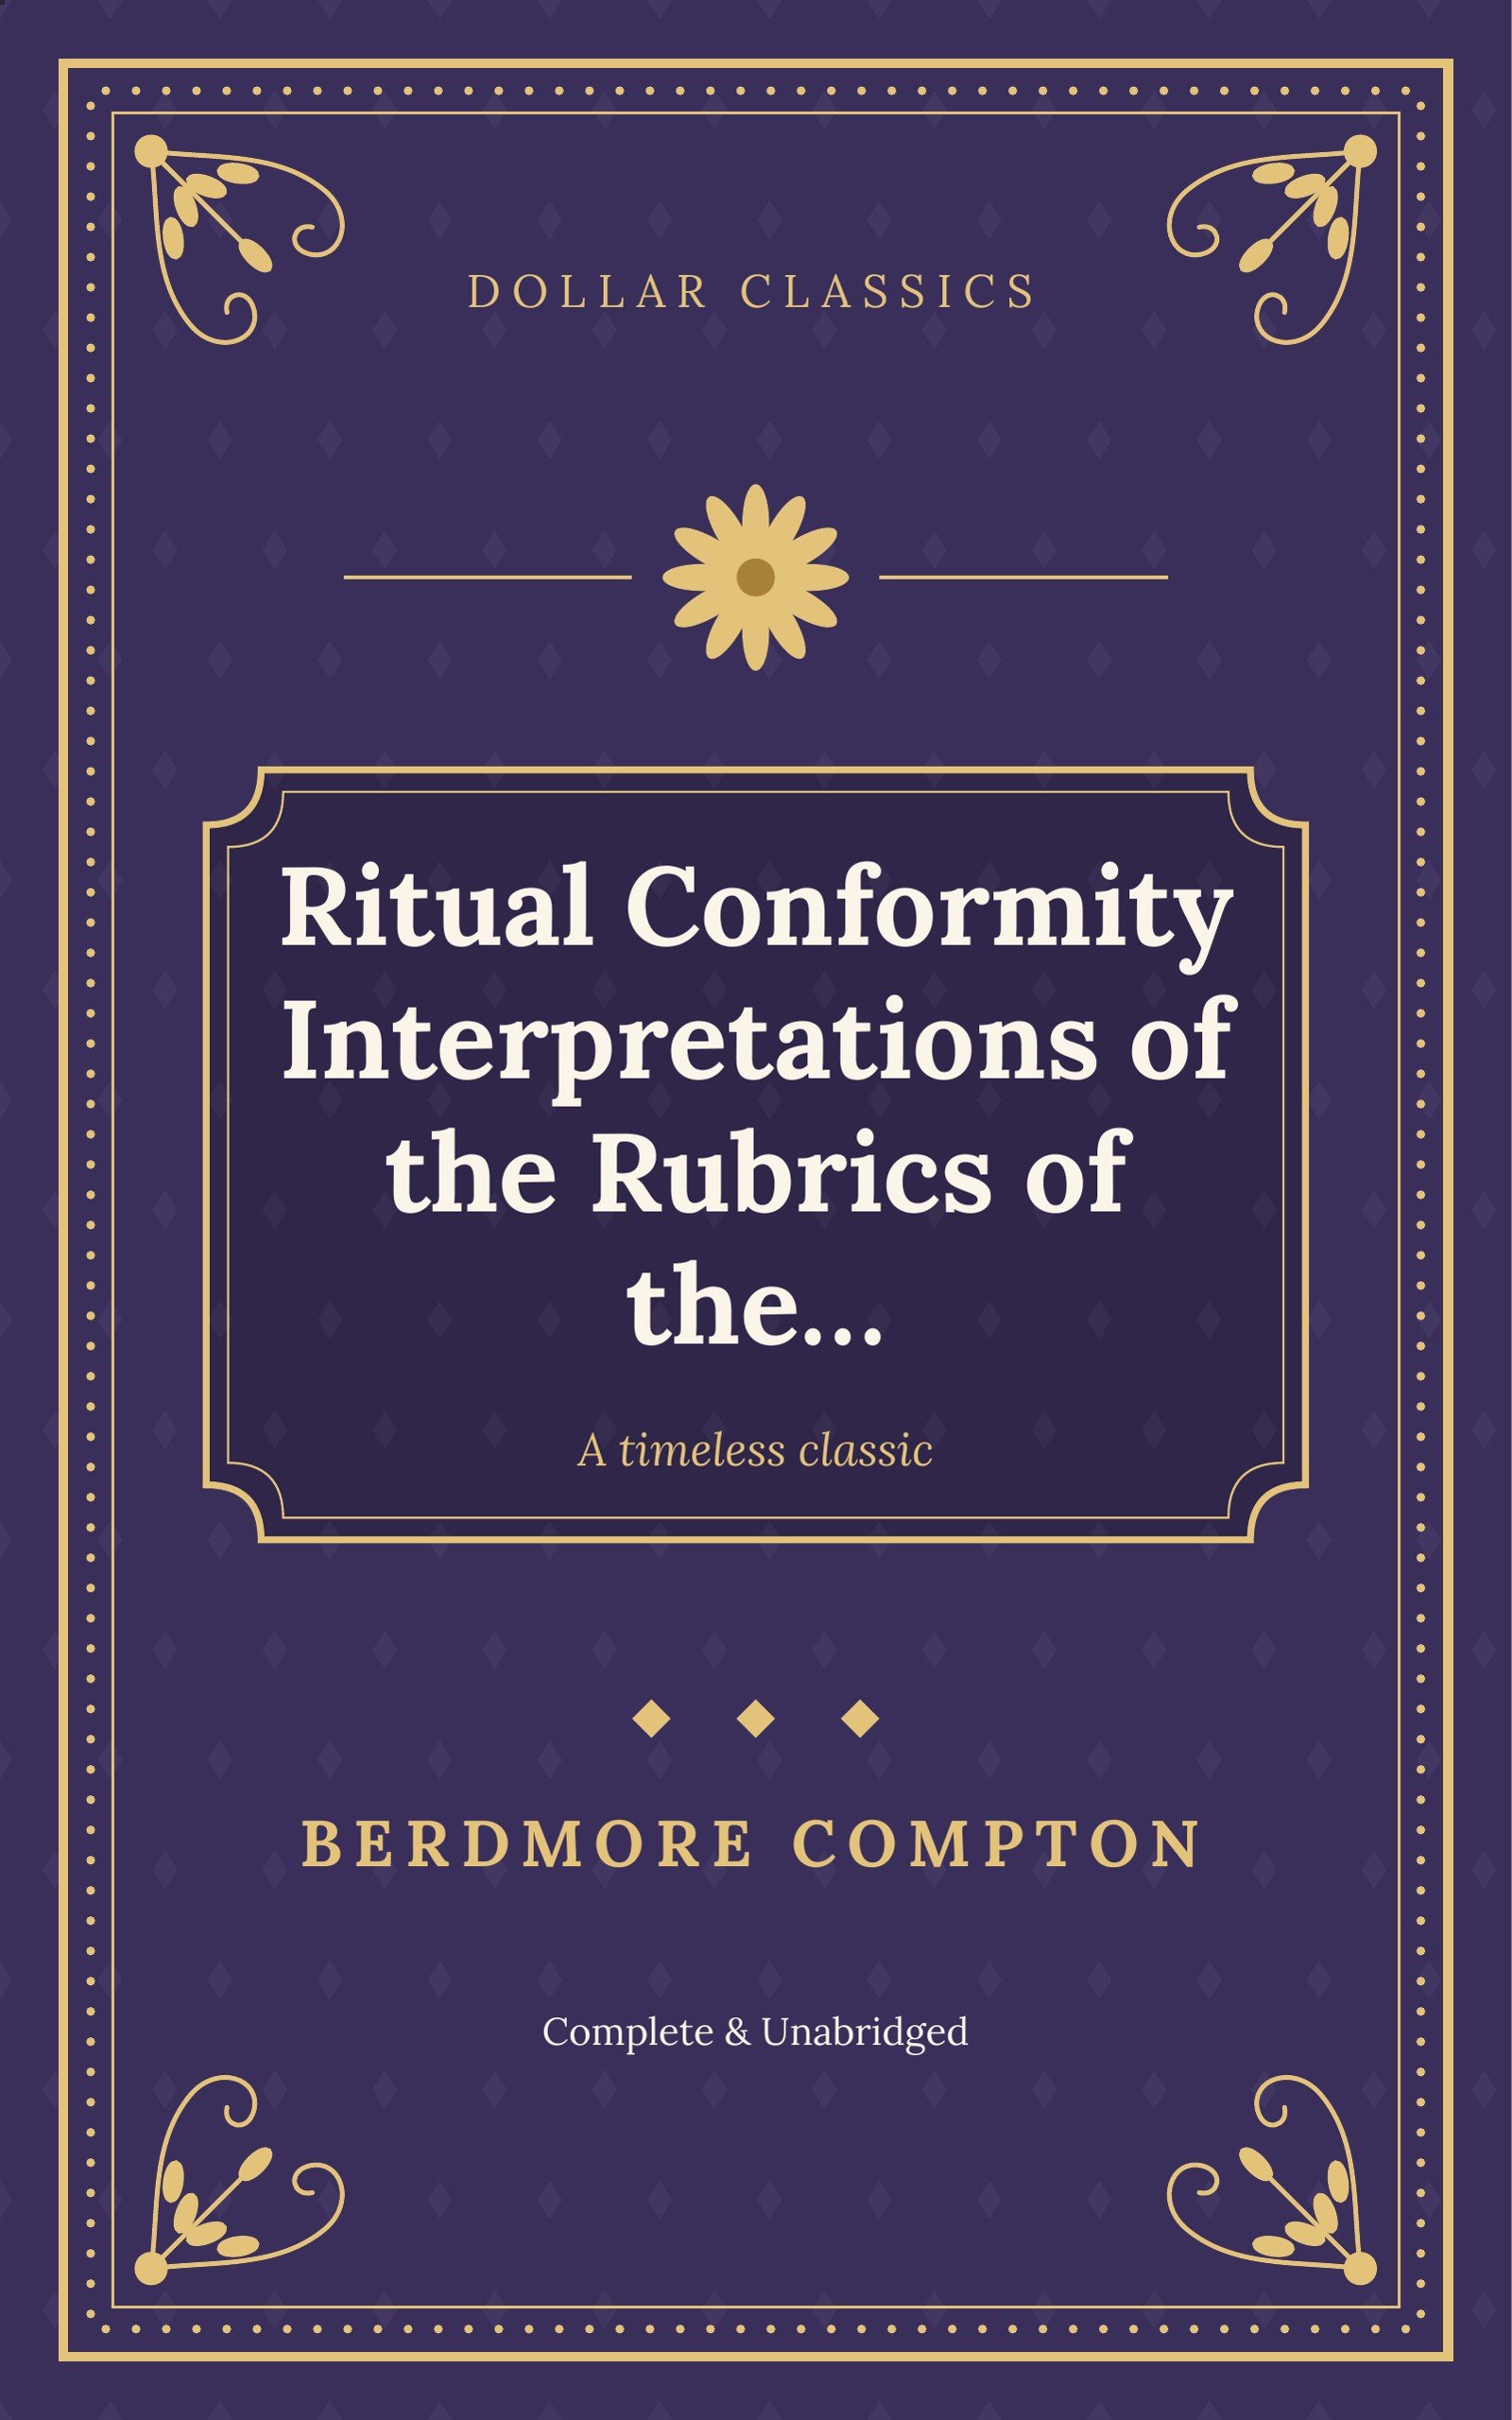 DOLLAR CLASSICS
Ritual Conformity
Interpretations of
the Rubrics of
the...
A timeless classic
BERDMORE COMPTON
Complete & Unabridged